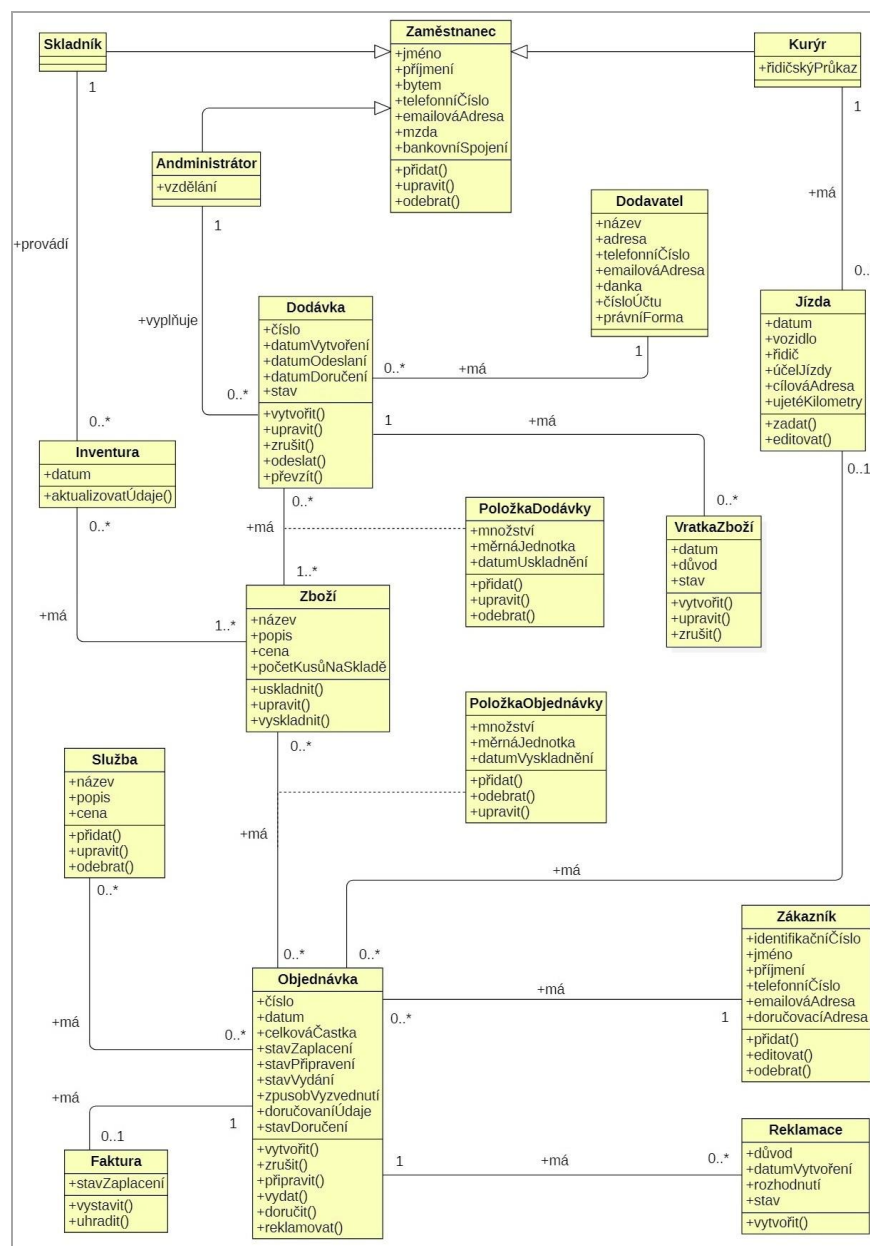 Skladník
Zaměstnanec
+jméno
+příjmení
+bytem
+telefonníČíslo
+emailováAdresa
+mzda
+bankovníSpojení
+přidat()
+upravit()
+odebrat()
Kurýr
+řidičskýPrůkaz
1
1
Andministrátor
+vzdělání
1
+má
+provádí
Dodavatel
+název
+adresa
+telefonníČíslo
+emailováAdresa
+danka
+čísloÚčtu
+právníForma
1
0..
Jízda
+datum
+vozidlo
+řidič
+účelJízdy
+cílováAdresa
+ujetéKilometry
+zadat()
+editovat()
0..1
Dodávka
+číslo
+datumVytvoření
+datumOdeslaní
+datumDoručení
+stav
+vytvořit()
+upravit()
+zrušit()
+odeslat()
+převzít()
+vyplňuje
0..*
0..*
+má
1
+má
0..*
0..*
Inventura
+datum
+aktualizovatÚdaje()
0..*
0..*
+má
1..*
PoložkaDodávky
+množství
+měrnáJednotka
+datumUskladnění
+přidat()
+upravit()
+odebrat()
VratkaZboží
+datum
+důvod
+stav
+vytvořit()
+upravit()
+zrušit()
+má
1..*
Zboží
+název
+popis
+cena
+početKusůNaSkladě
+uskladnit()
+upravit()
+vyskladnit()
0..*
PoložkaObjednávky
+množství
+měrnáJednotka
+datumVyskladnění
+přidat()
+odebrat()
+upravit()
Služba
+název
+popis
+cena
+přidat()
+upravit()
+odebrat()
0..*
+má
+má
0..*
0..*
Objednávka
+číslo
+datum
+celkováČastka
+stavZaplacení
+stavPřipravení
+stavVydání
+zpusobVyzvednutí
+doručovaníÚdaje
+stavDoručení
+vytvořit()
+zrušit()
+připravit()
+vydat()
+doručit()
+reklamovat()
Zákazník
+identifikačníČíslo
+jméno
+příjmení
+telefonníČíslo
+emailováAdresa
+doručovacíAdresa
+přidat()
+editovat()
+odebrat()
+má
0..*
1
+má
0..*
+má
1
0..1
Faktura
+stavZaplacení
+vystavit()
+uhradit()
1
+má
0..*
Reklamace
+důvod
+datumVytvoření
+rozhodnutí
+stav
+vytvořit()